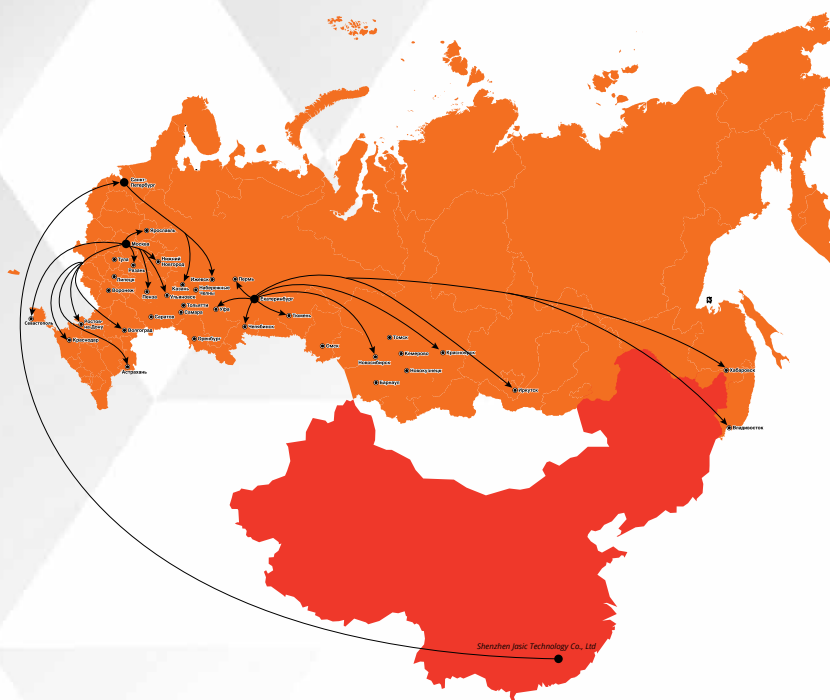 Санкт-
Петербург
Ярославль
Москва
Тула
Рязань
Нижний
Новгород
Липецк
Воронеж
Пенза
Казань
Ульяновск
Ижевск
Набережные
челны
Пермь
Тольятти
Самара
Саратов
Уфа
Екатеринбург
Тюмень
Челябинск
Оренбург
Севастополь
Ростов-
на-Дону
Краснодар
Волгоград
Астрахань
Омск
Томск
Новосибирск
Кемерово
Красноярск
Новокузнецк
Барнаул
Иркутск
Хабаровск
Владивосток
Shenzhen Jasic Technology Co., Ltd